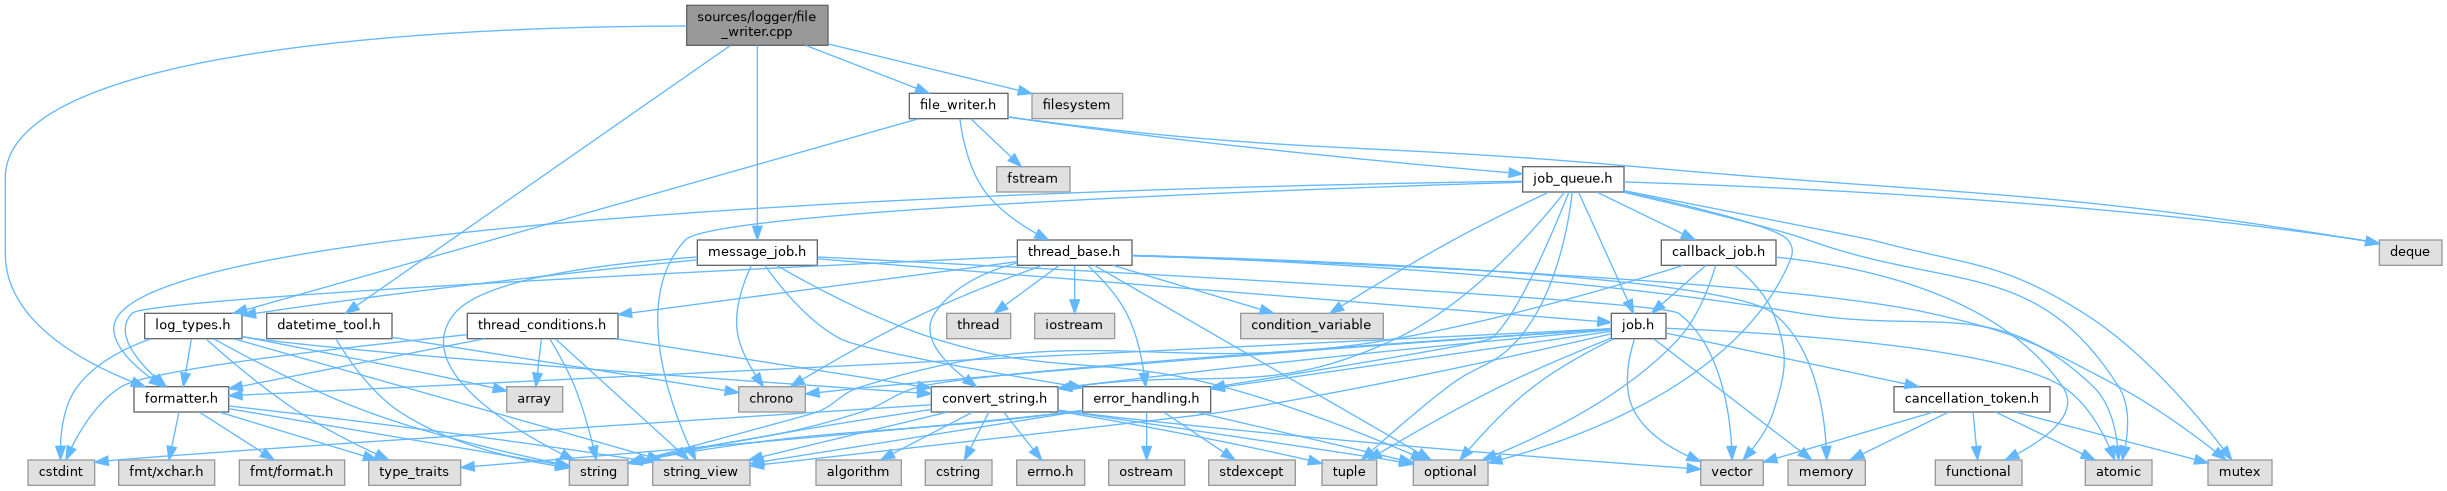 sources/logger/file
_writer.cpp
file_writer.h
filesystem
fstream
job_queue.h
message_job.h
thread_base.h
callback_job.h
deque
log_types.h
datetime_tool.h
thread_conditions.h
thread
iostream
condition_variable
job.h
formatter.h
array
chrono
convert_string.h
error_handling.h
cancellation_token.h
cstdint
fmt/xchar.h
fmt/format.h
type_traits
string
string_view
algorithm
cstring
errno.h
ostream
stdexcept
tuple
optional
vector
memory
functional
atomic
mutex